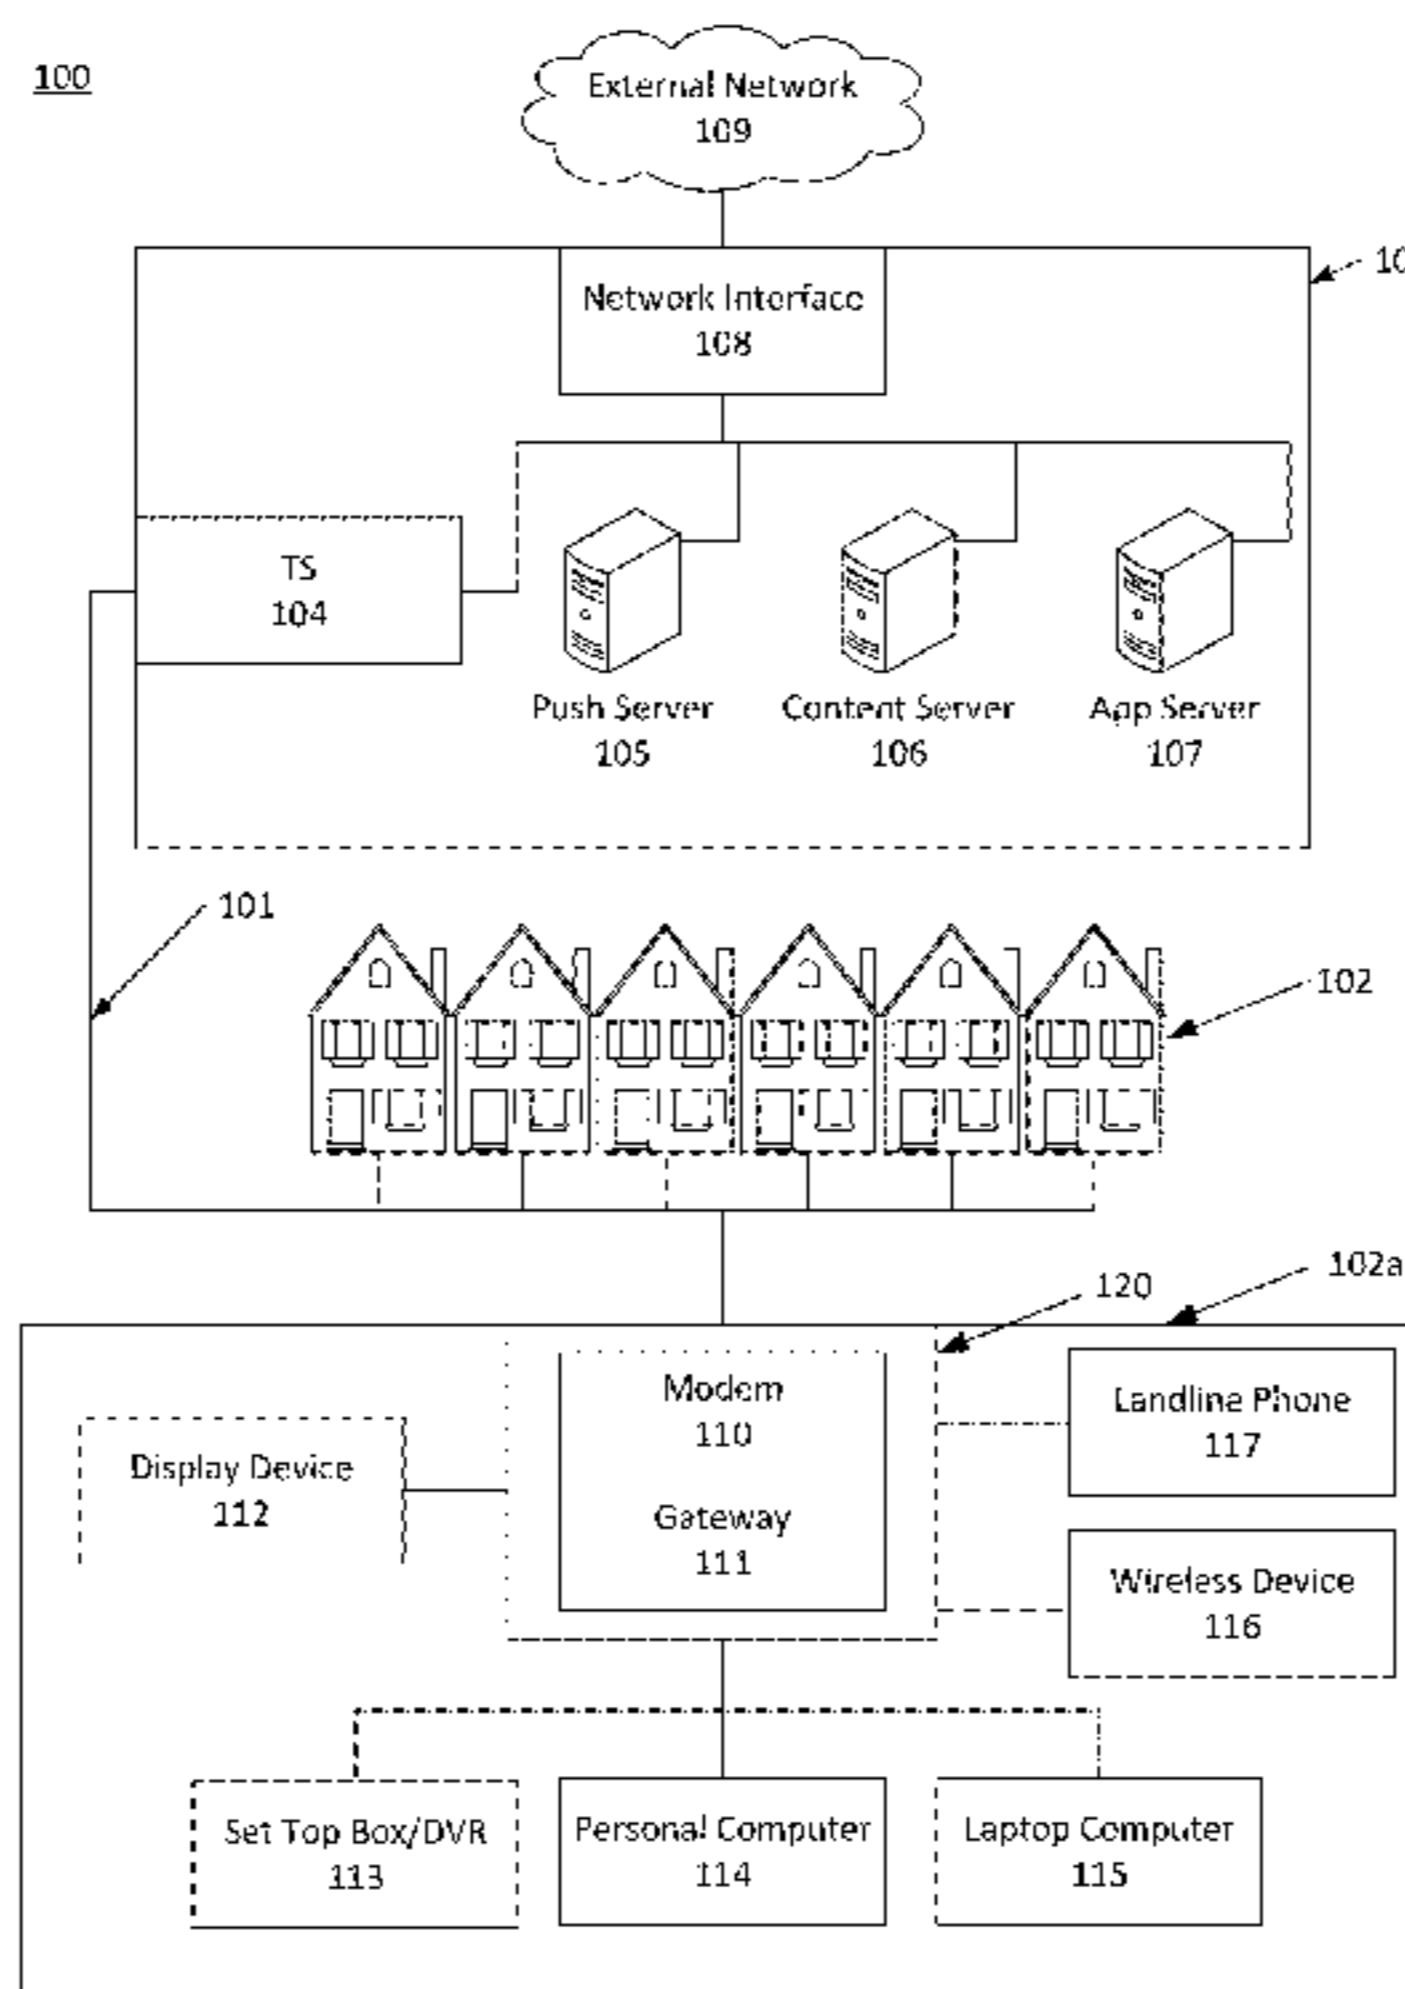 100
External Network
109
10
Network Interface
108
TS
104
Push Server
105
Content Server
106
App Server
107
101
102
102a
120
Modem
110
Gateway
111
Landline Phone
117
Display Device
112
Wireless Device
116
Set Top Box/DVR
113
Personal Computer
114
Laptop Computer
115